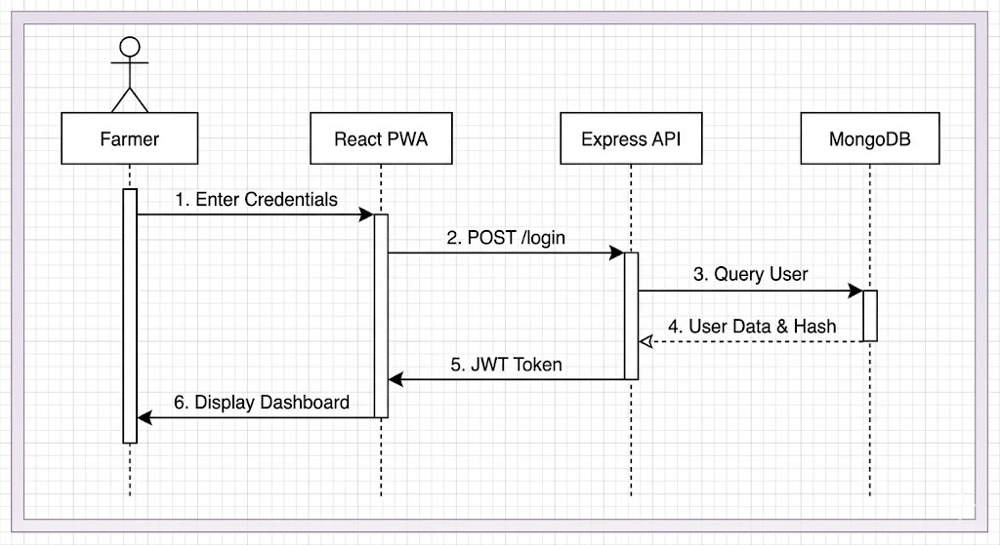 Farmer
React PWA
Express API
MongoDB
1. Enter Credentials
2. POST /login
3. Query User
4. User Data & Hash
5. JWT Token
6. Display Dashboard